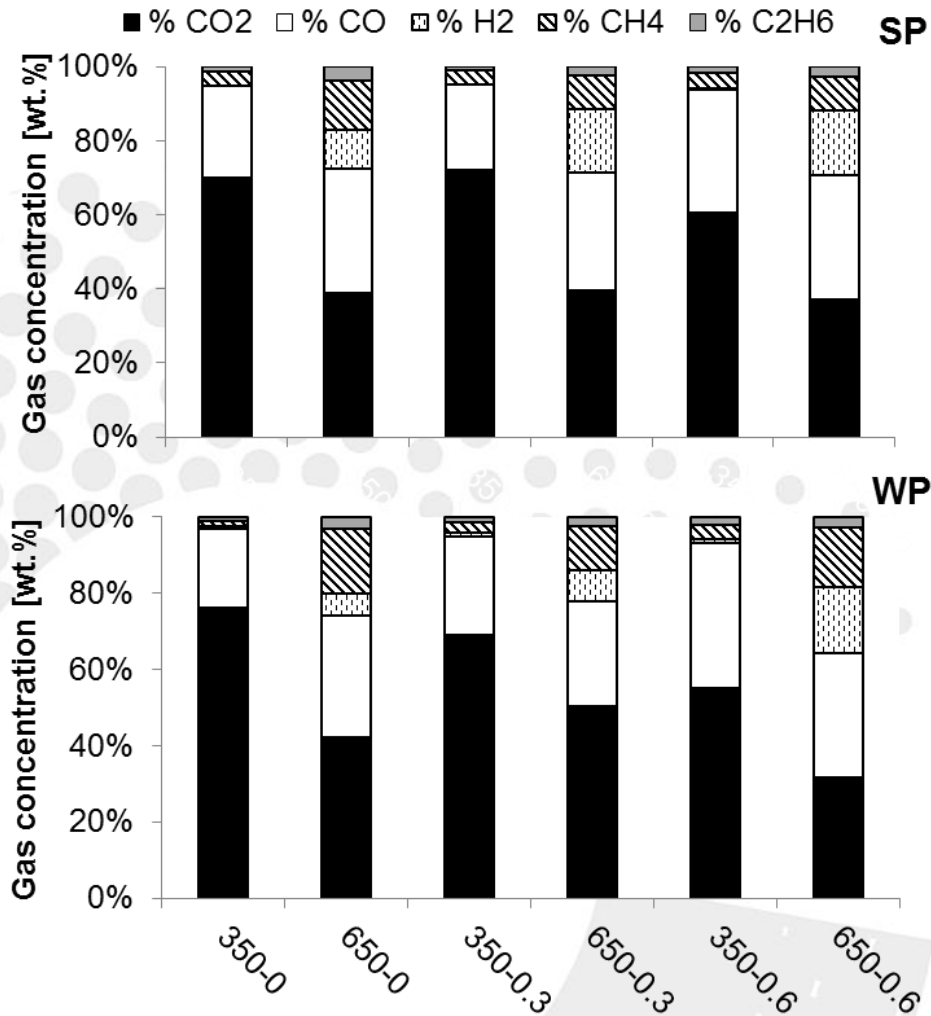 % CO2 % CO % H2 % CH4 % C2H6
SP
Gas concentration [wt.%]
100%
80%
60%
40%
20%
0%
WP
Gas concentration [wt.%]
100%
80%
60%
40%
20%
0%
350-0 650-0 350-0.3 650-0.3 350-0.6 650-0.6